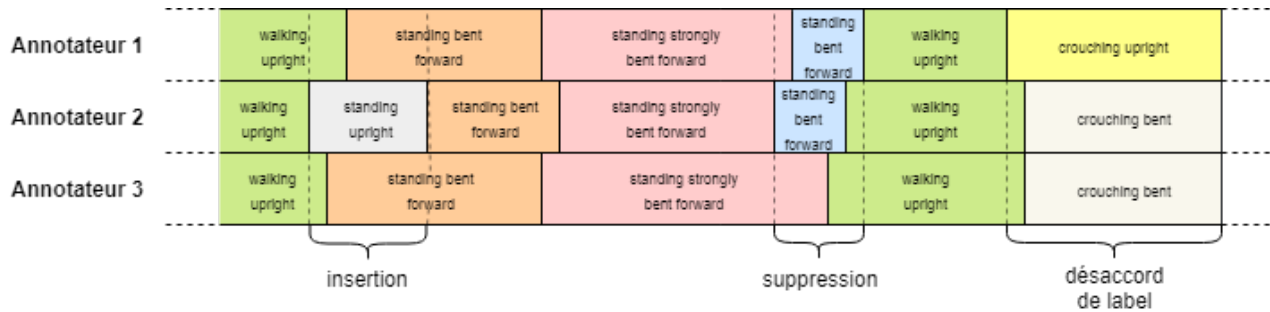 Annotateur 1
walking
upright
standing bent
forward
standing strongly
bent forward
standing
bent
forward
walking
upright
crouching upright
Annotateur 2
walking
upright
standing
upright
standing bent
forward
standing strongly
bent forward
standing
bent
forward
walking
upright
crouching bent
Annotateur 3
walking
upright
standing bent
forward
standing strongly
bent forward
walking
upright
crouching bent
insertion
suppression
désaccord
de label